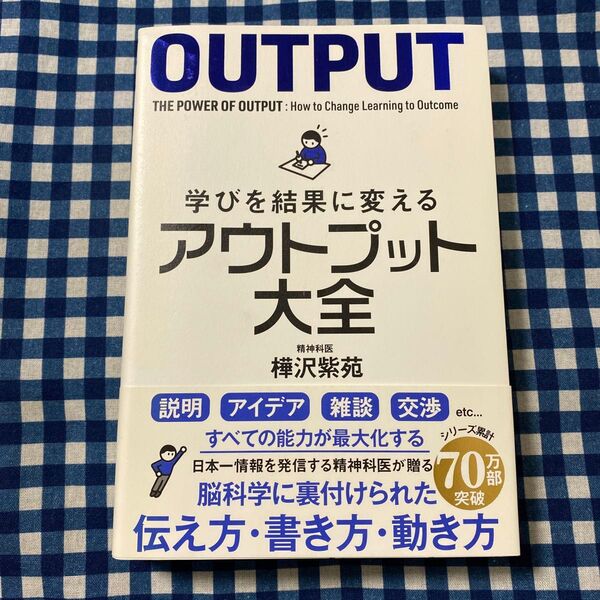 OUTPUT
THE POWER OF OUTPUT : How to Change Learning to Outcome
学びを結果に変える
アウトプット
大全
精神科医
樺沢紫苑
説明 アイデア 雑談 交渉 etc...
すべての能力が最大化する
日本一情報を発信する精神科医が贈る
脳科学に裏付けられた
伝え方・書き方・動き方
シリーズ累計
70万部
突破